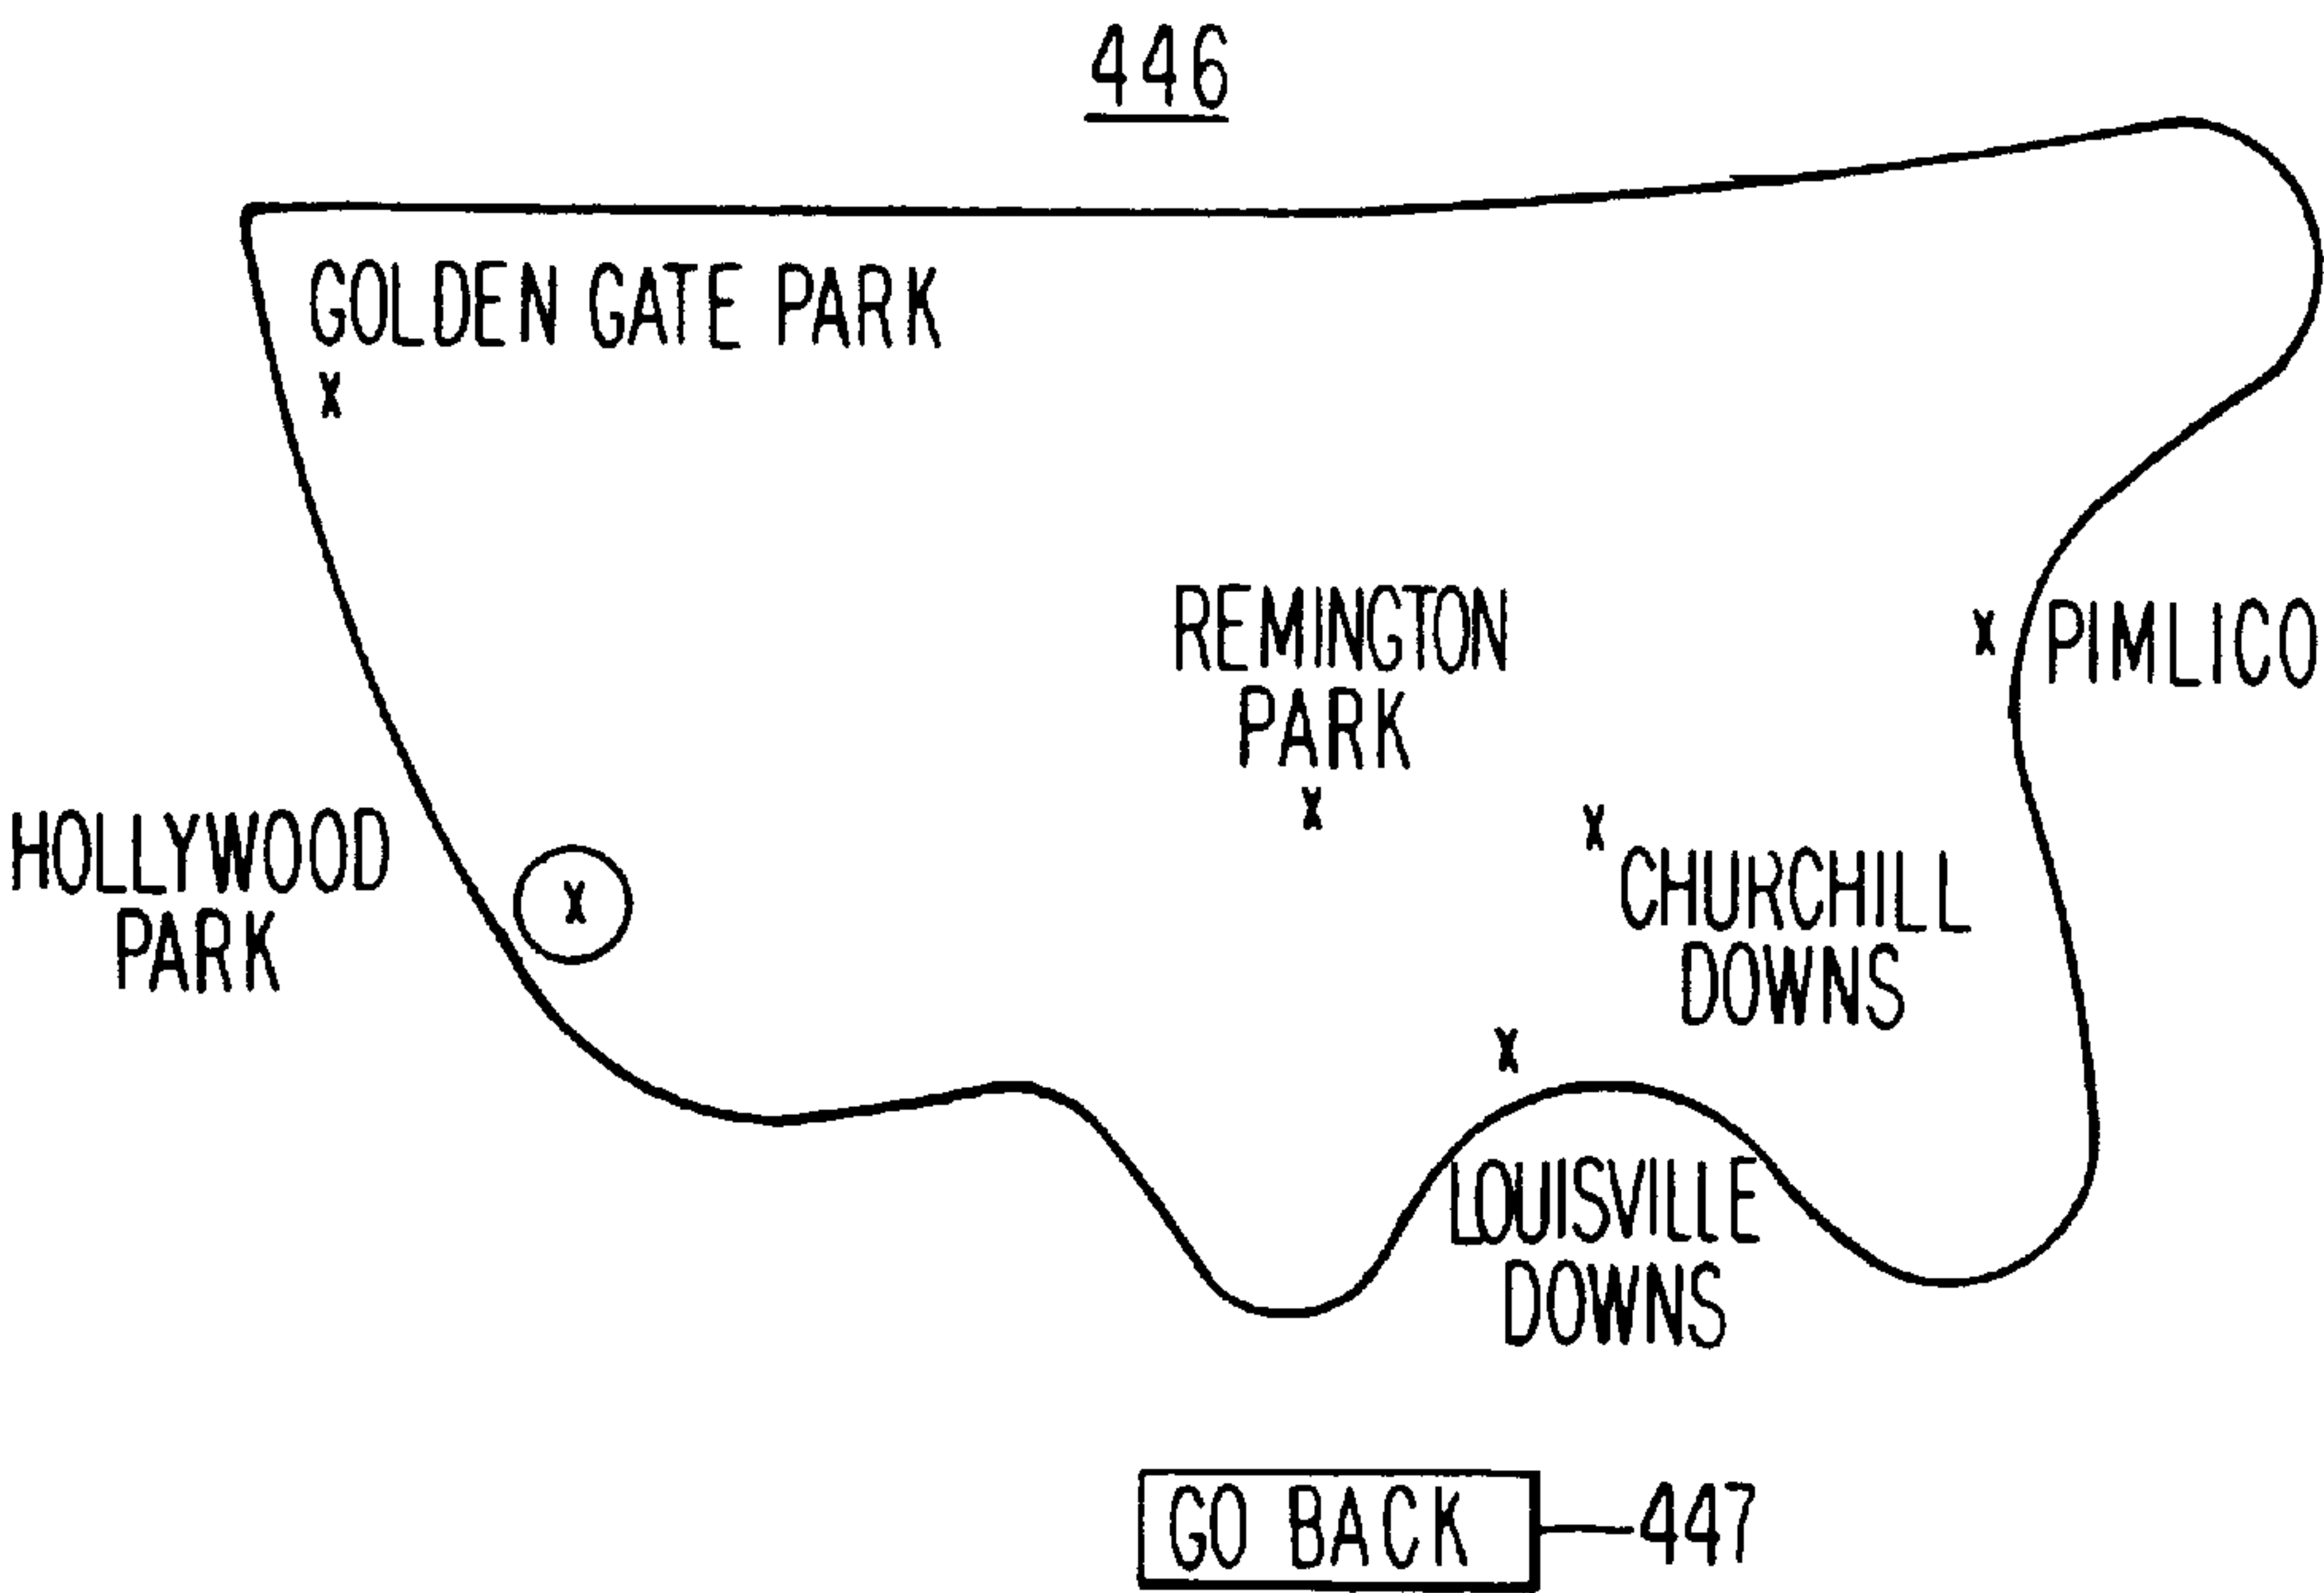 446
GOLDEN GATE PARK
X
REMINGTON
PARK
X
X PIMLICO
HOLLYWOOD
PARK
X
X
CHURCHILL
DOWNS
X
LOUISVILLE
DOWNS
GO BACK 447